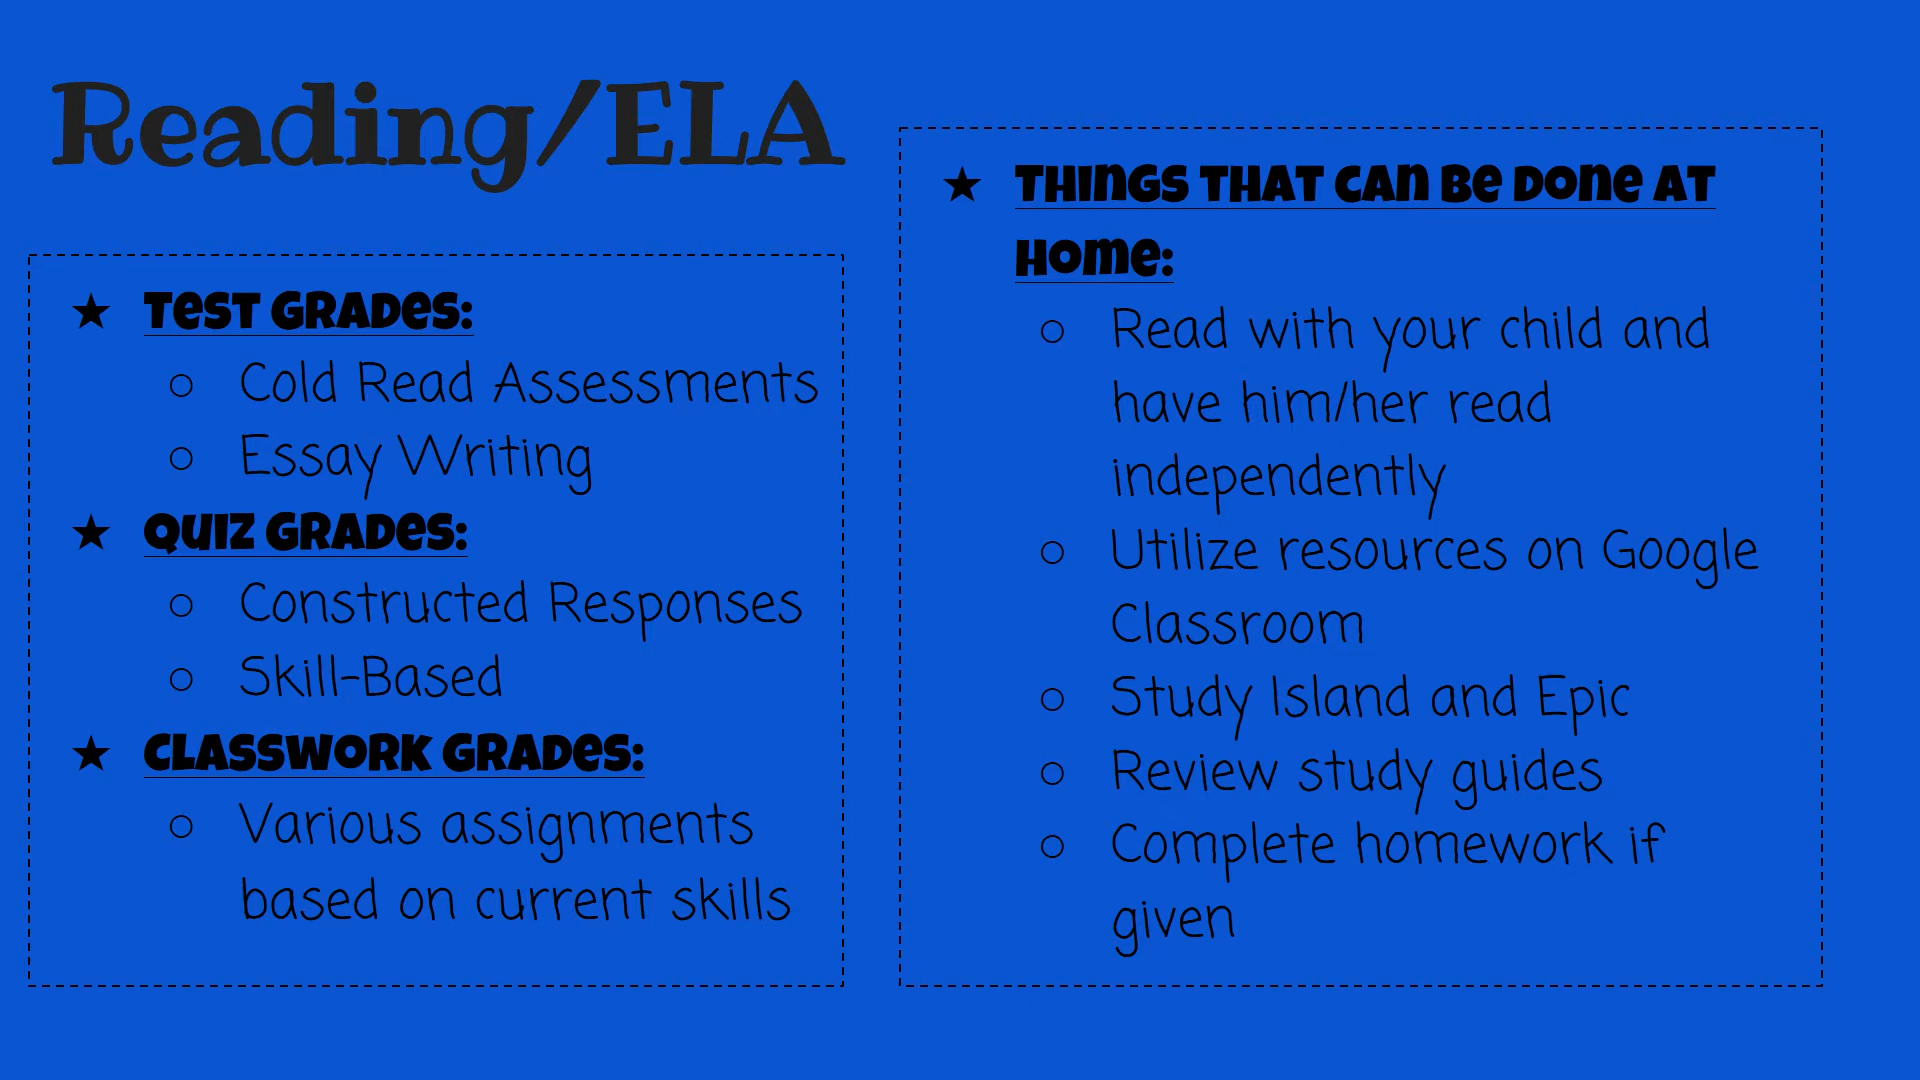 Reading/ELA
★ Test Grades:
○ Cold Read Assessments
○ Essay Writing
★ Quiz Grades:
○ Constructed Responses
○ Skill-Based
★ Classwork Grades:
○ Various assignments
based on current skills
★ Things that can be done at
home:
○ Read with your child and
have him/her read
independently
○ Utilize resources on Google
Classroom
○ Study Island and Epic
○ Review study guides
○ Complete homework if
given